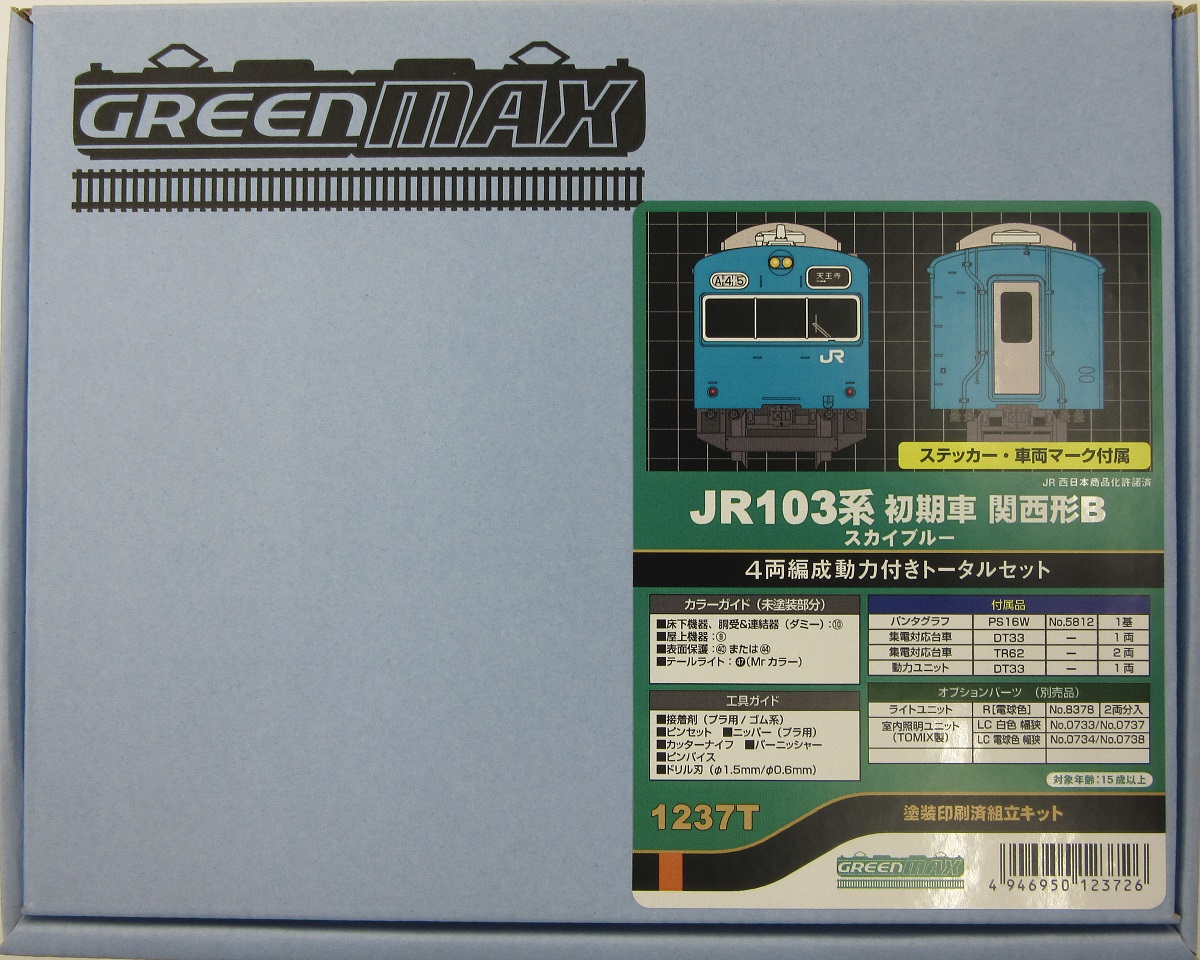 GREENMAX
A-4,5
天王寺
JR
ステッカー・車両マーク付属
JR 西日本商品化許諾済
JR103系 初期車 関西形B
スカイブルー
4両編成動力付きトータルセット
カラーガイド（未塗装部分）
■床下機器、胴受&連結器（ダミー）：⑩
■屋上機器：⑨
■表面保護：㊵ または㊹
■テールライト：㊼(Mr カラー)
工具ガイド
■接着剤（プラ用 / ゴム系）
■ピンセット ■ニッパー（プラ用）
■カッターナイフ ■バーニッシャー
■ピンバイス
■ドリル刃（φ1.5mm/φ0.6mm）
付属品
パンタグラフ PS16W No.5812 1基
集電対応台車 DT33 — 1両
集電対応台車 TR62 — 2両
動力ユニット DT33 — 1両
オプションパーツ （別売品）
ライトユニット R[電球色] No.8378 2両分入
室内照明ユニット（TOMIX製） LC 白色 幅狭 No.0733/No.0737
LC 電球色 幅狭 No.0734/No.0738
対象年齢：15歳以上
1237T
塗装印刷済組立キット
GREENMAX
4 946950 123726